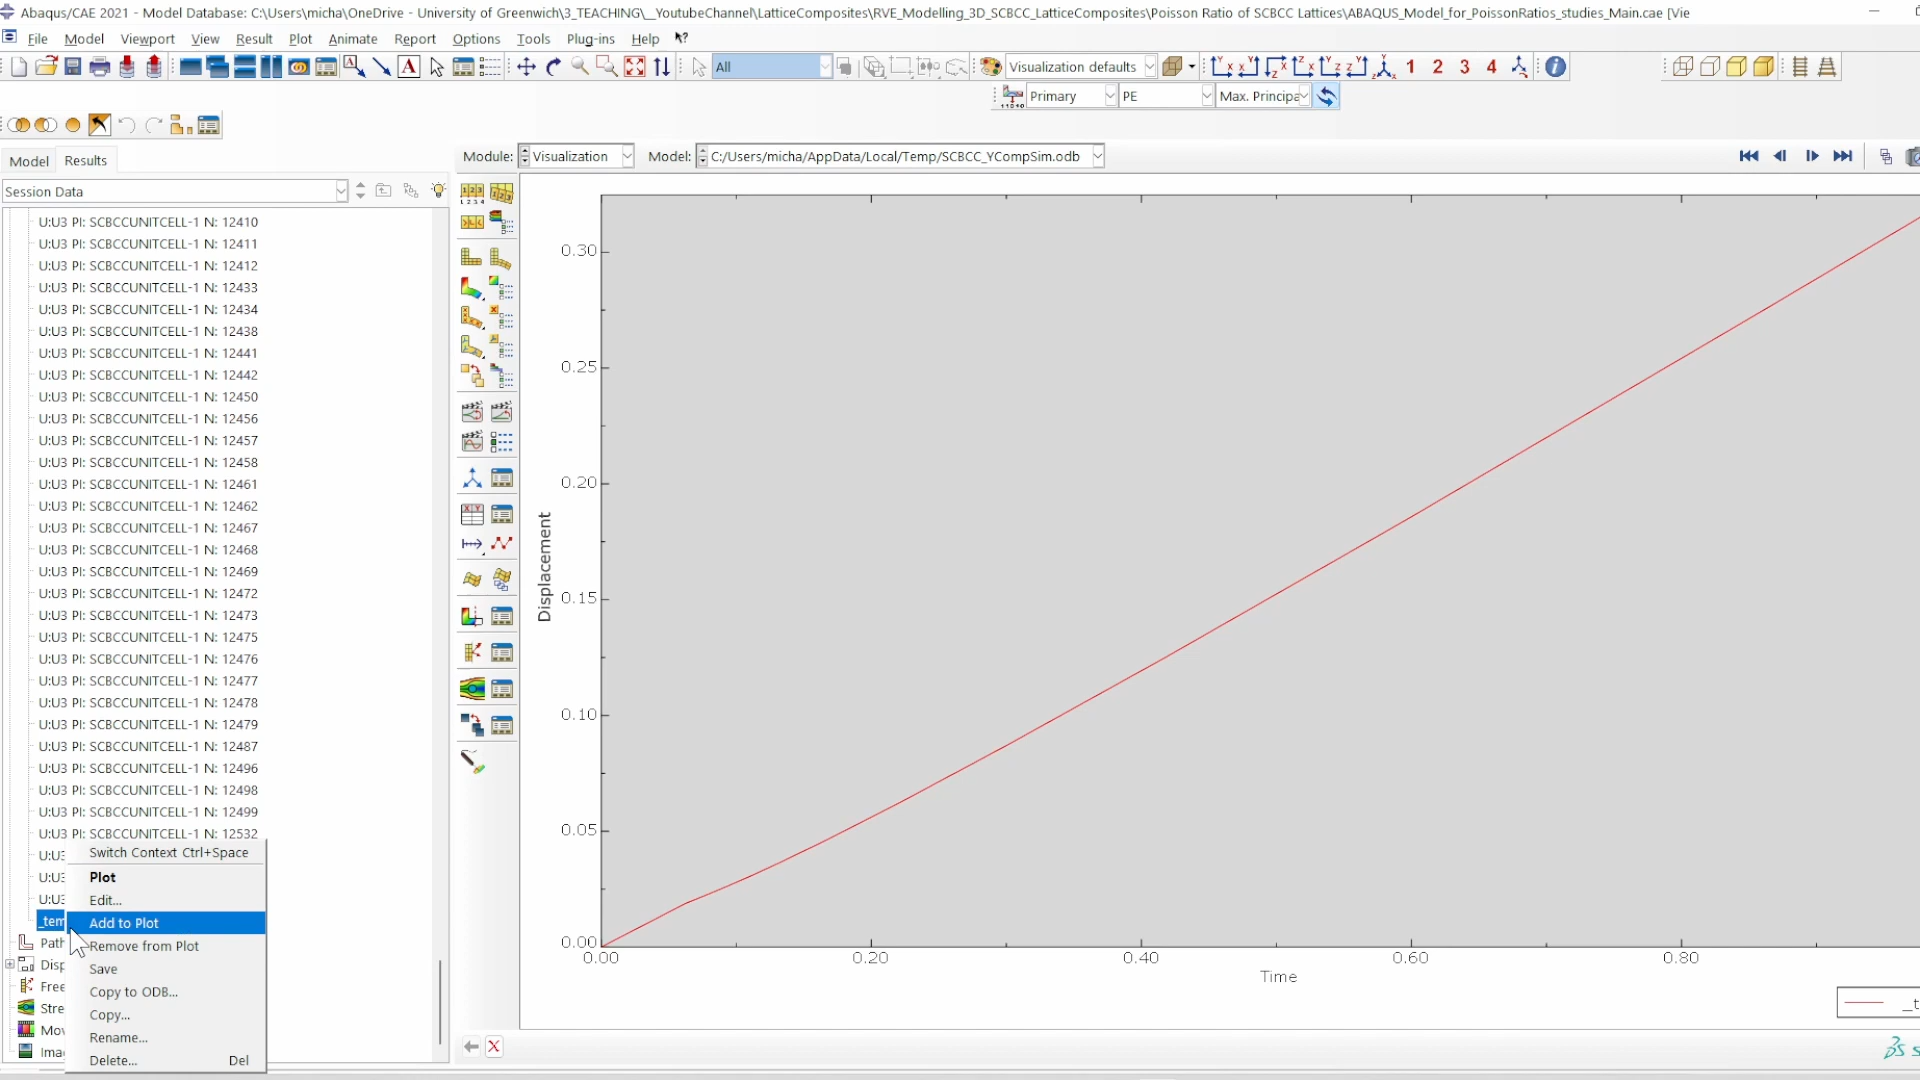 Abaqus/CAE 2021 - Model Database: C:\Users\micha\OneDrive - University of Greenwich\3_TEACHING\__YoutubeChannel\LatticeComposites\RVE_Modelling_3D_SCBCC_LatticeComposites\Poisson Ratio of SCBCC Lattices\ABAQUS_Model_for_PoissonRatios_studies_Main.cae [Vie
File Model Viewport View Result Plot Animate Report Options Tools Plug-ins Help
All Visualization defaults 1 2 3 4
Primary PE Max. Principa
Model Results Module: Visualization Model: C:/Users/micha/AppData/Local/Temp/SCBCC_YCompSim.odb
Session Data
U:U3 PI: SCBCCUNITCELL-1 N: 12410
U:U3 PI: SCBCCUNITCELL-1 N: 12411
U:U3 PI: SCBCCUNITCELL-1 N: 12412
U:U3 PI: SCBCCUNITCELL-1 N: 12433
U:U3 PI: SCBCCUNITCELL-1 N: 12434
U:U3 PI: SCBCCUNITCELL-1 N: 12438
U:U3 PI: SCBCCUNITCELL-1 N: 12441
U:U3 PI: SCBCCUNITCELL-1 N: 12442
U:U3 PI: SCBCCUNITCELL-1 N: 12450
U:U3 PI: SCBCCUNITCELL-1 N: 12456
U:U3 PI: SCBCCUNITCELL-1 N: 12457
U:U3 PI: SCBCCUNITCELL-1 N: 12458
U:U3 PI: SCBCCUNITCELL-1 N: 12461
U:U3 PI: SCBCCUNITCELL-1 N: 12462
U:U3 PI: SCBCCUNITCELL-1 N: 12467
U:U3 PI: SCBCCUNITCELL-1 N: 12468
U:U3 PI: SCBCCUNITCELL-1 N: 12469
U:U3 PI: SCBCCUNITCELL-1 N: 12472
U:U3 PI: SCBCCUNITCELL-1 N: 12473
U:U3 PI: SCBCCUNITCELL-1 N: 12475
U:U3 PI: SCBCCUNITCELL-1 N: 12476
U:U3 PI: SCBCCUNITCELL-1 N: 12477
U:U3 PI: SCBCCUNITCELL-1 N: 12478
U:U3 PI: SCBCCUNITCELL-1 N: 12479
U:U3 PI: SCBCCUNITCELL-1 N: 12487
U:U3 PI: SCBCCUNITCELL-1 N: 12496
U:U3 PI: SCBCCUNITCELL-1 N: 12498
U:U3 PI: SCBCCUNITCELL-1 N: 12499
U:U3 PI: SCBCCUNITCELL-1 N: 12532
U:U3
U:U3
U:U3
_tem
Path
Disp
Free
Stre
Mov
Ima
Switch Context Ctrl+Space
Plot
Edit...
Add to Plot
Remove from Plot
Save
Copy to ODB...
Copy...
Rename...
Delete... Del
0.30
0.25
0.20
0.15
0.10
0.05
0.00
Displacement
0.00 0.20 0.40 0.60 0.80
Time
_t